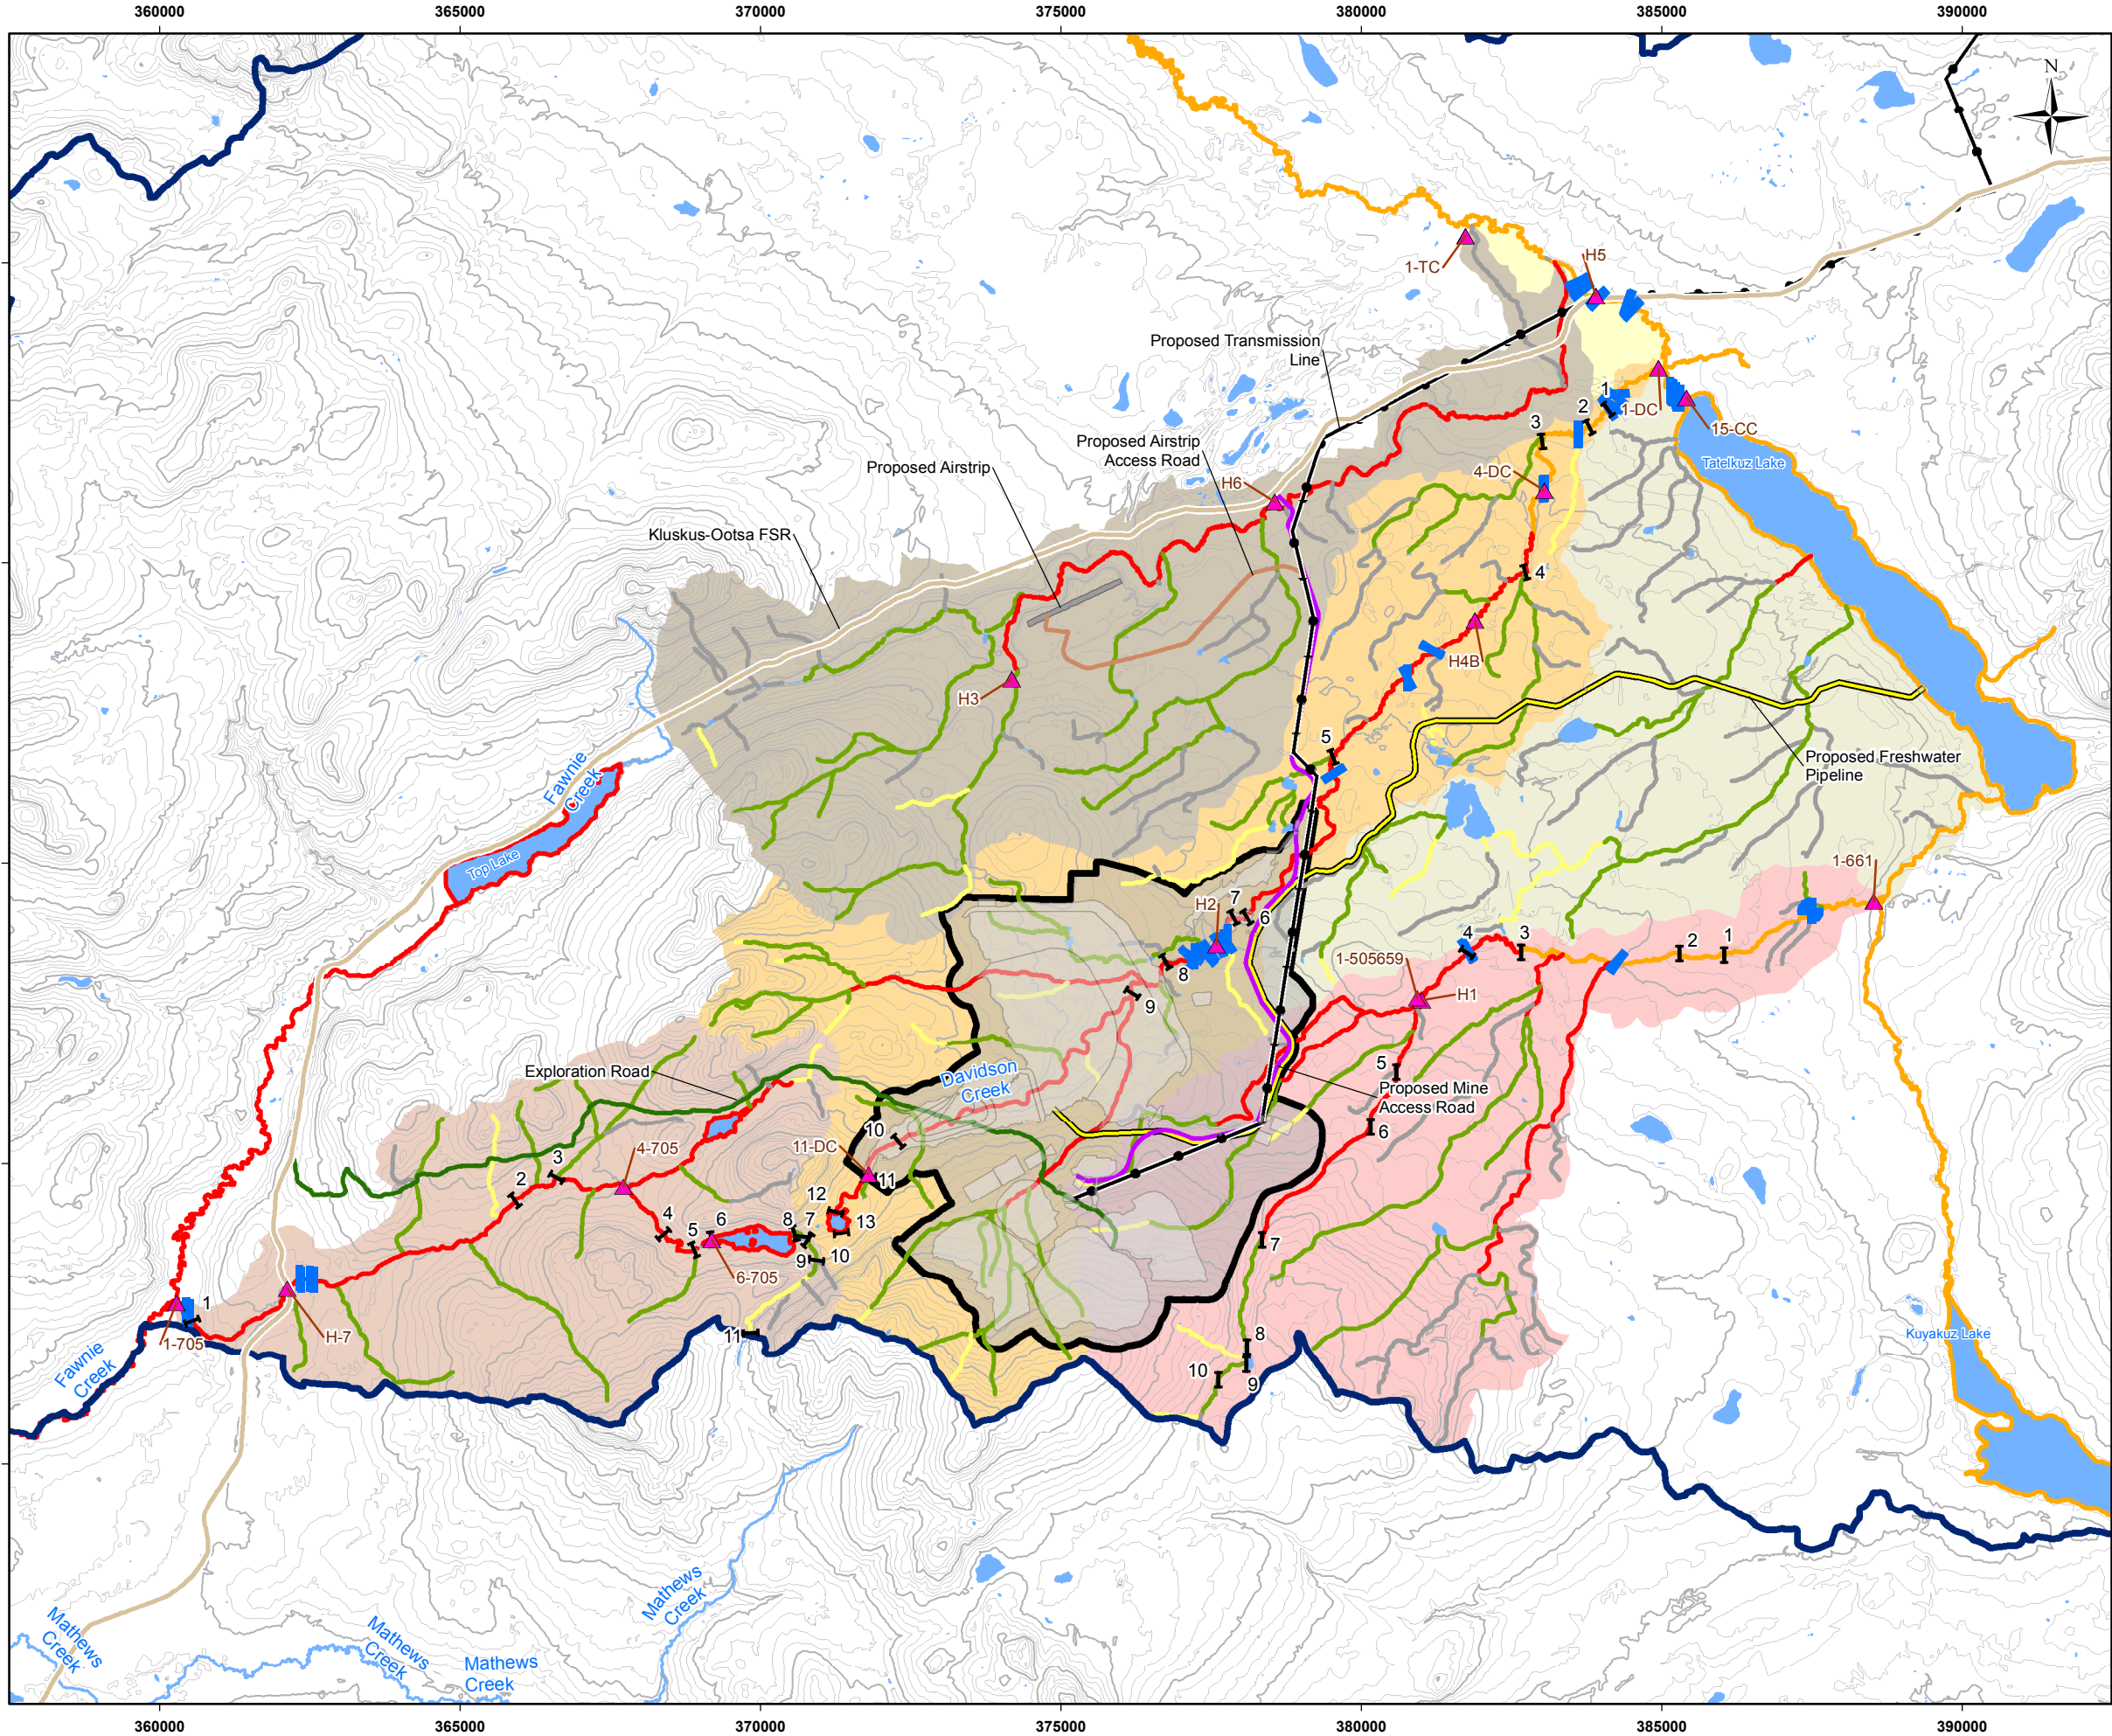 360000
365000
370000
375000
380000
385000
390000
N
1-TC
H5
Proposed Transmission
Line
1
2
3
1-DC
15-CC
Proposed Airstrip
Access Road
Proposed Airstrip
4-DC
Tatelkuz Lake
H6
Kluskus-Ootsa FSR
4
H4B
H3
5
Proposed Freshwater
Pipeline
Fawnie
Creek
Top Lake
1-661
H2
7
6
8
9
1-505659
H1
4
3
2
1
Exploration Road
Davidson
Creek
5
Proposed Mine
Access Road
6
10
11-DC
11
4-705
2
3
12
13
4
5
6
8
7
9
10
6-705
7
1
1-705
H-7
11
8
9
10
Kuyakuz Lake
Fawnie
Creek
Mathews
Creek
Mathews
Creek
Mathews
Creek
Mathews
Creek
360000
365000
370000
375000
380000
385000
390000